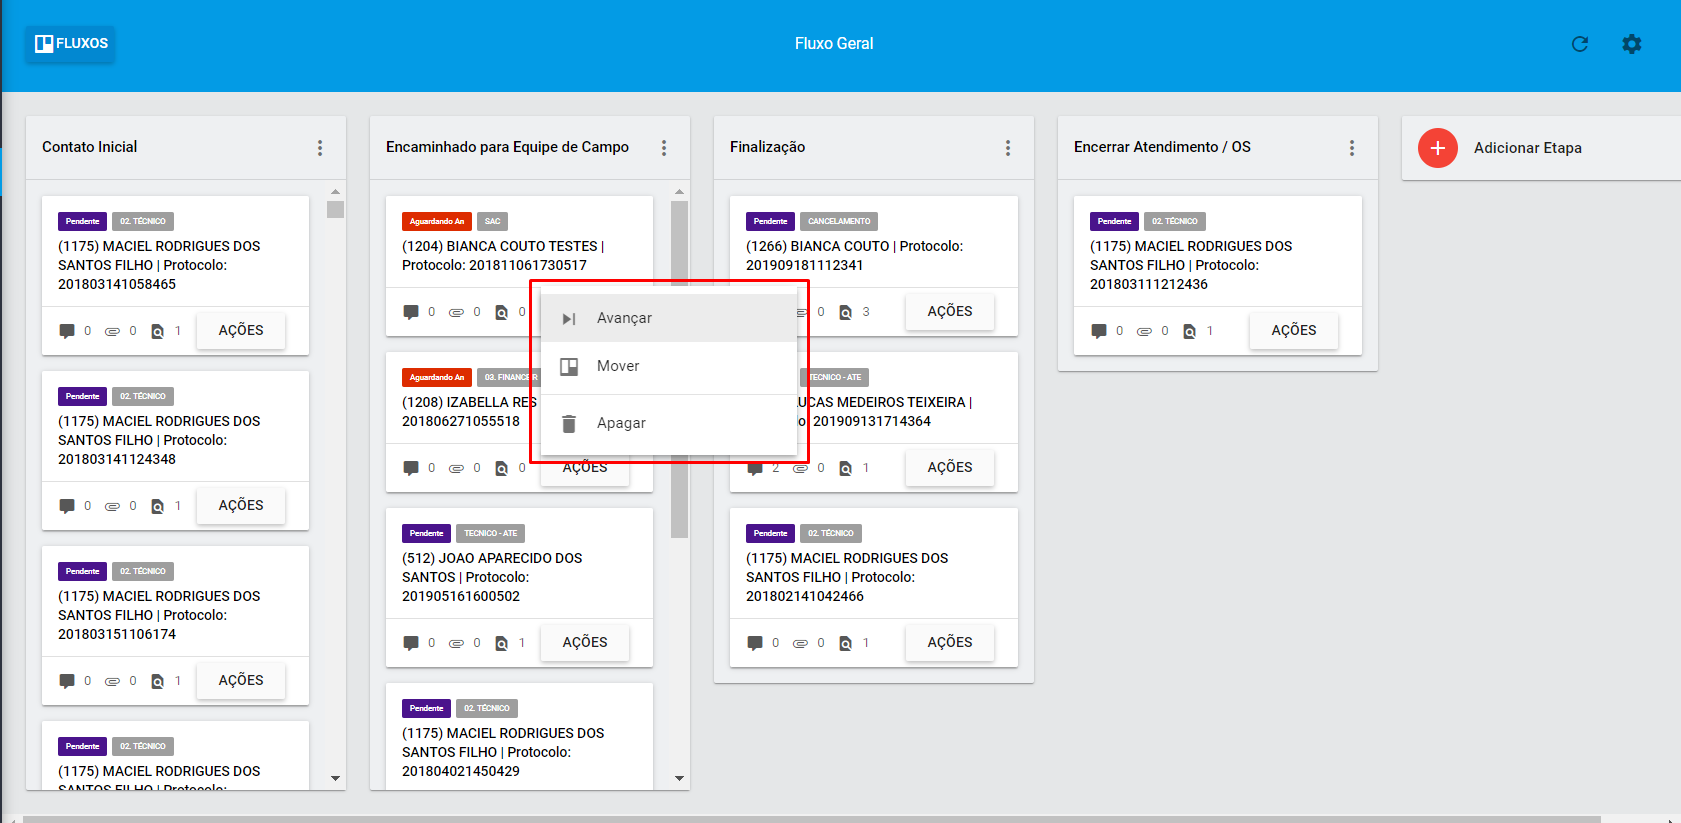 FLUXOS
Fluxo Geral
Contato Inicial
Pendente 02. TÉCNICO
(1175) MACIEL RODRIGUES DOS
SANTOS FILHO | Protocolo:
201803141058465
0 0 1 AÇÕES
Pendente 02. TÉCNICO
(1175) MACIEL RODRIGUES DOS
SANTOS FILHO | Protocolo:
201803141124348
0 0 1 AÇÕES
Pendente 02. TÉCNICO
(1175) MACIEL RODRIGUES DOS
SANTOS FILHO | Protocolo:
201803151106174
0 0 1 AÇÕES
Pendente 02. TÉCNICO
(1175) MACIEL RODRIGUES DOS
SANTOS FILHO | Protocolo:
Encaminhado para Equipe de Campo
Aguardando An SAC
(1204) BIANCA COUTO TESTES |
Protocolo: 201811061730517
0 0 0
Avançar
Mover
Apagar
Aguardando An 03. FINANCEIR
(1208) IZABELLA RES
201806271055518
0 0 0 AÇÕES
Pendente TECNICO - ATE
(512) JOAO APARECIDO DOS
SANTOS | Protocolo:
201905161600502
0 0 1 AÇÕES
Pendente 02. TÉCNICO
(1175) MACIEL RODRIGUES DOS
SANTOS FILHO | Protocolo:
201804021450429
Finalização
Pendente CANCELAMENTO
(1266) BIANCA COUTO | Protocolo:
201909181112341
0 3 AÇÕES
TECNICO - ATE
LUCAS MEDEIROS TEIXEIRA |
o: 201909131714364
2 0 1 AÇÕES
Pendente 02. TÉCNICO
(1175) MACIEL RODRIGUES DOS
SANTOS FILHO | Protocolo:
201802141042466
0 0 1 AÇÕES
Encerrar Atendimento / OS
Pendente 02. TÉCNICO
(1175) MACIEL RODRIGUES DOS
SANTOS FILHO | Protocolo:
201803111212436
0 0 1 AÇÕES
Adicionar Etapa